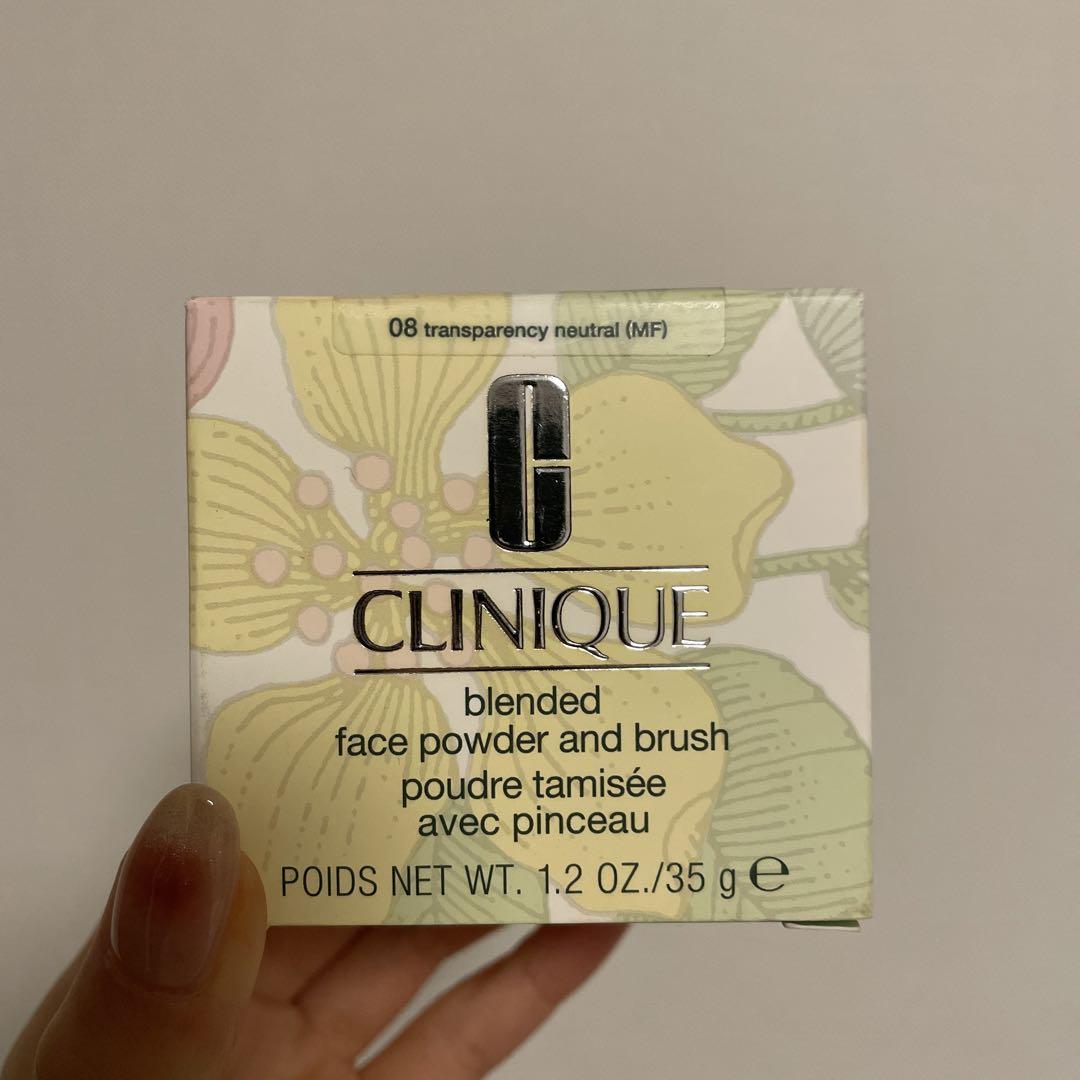 08 transparency neutral (MF)
CLINIQUE
blended
face powder and brush
poudre tamisée
avec pinceau
POIDS NET WT. 1.2 OZ./35 g ℮